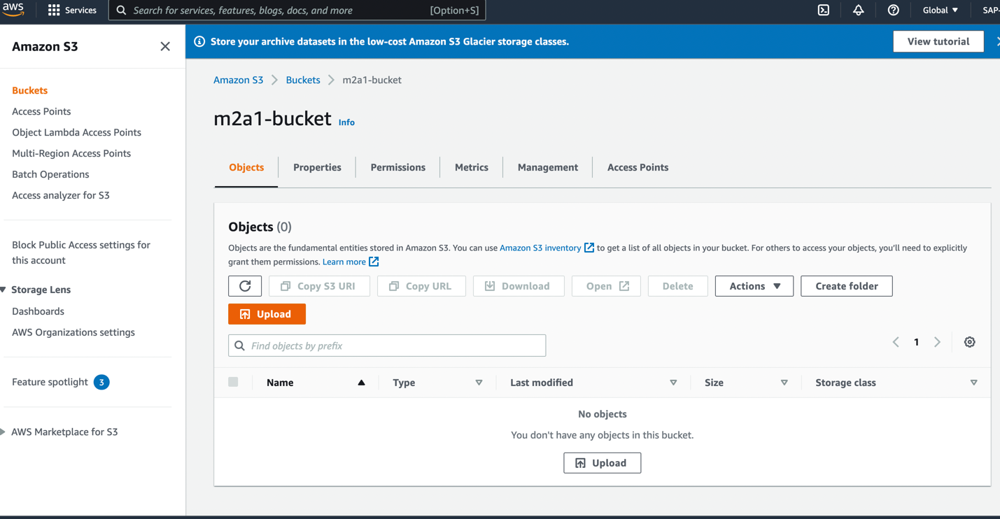 aws
Services
Search for services, features, blogs, docs, and more
[Option+S]
Global
SAP-
Amazon S3
Store your archive datasets in the low-cost Amazon S3 Glacier storage classes.
View tutorial
Buckets
Access Points
Object Lambda Access Points
Multi-Region Access Points
Batch Operations
Access analyzer for S3
Block Public Access settings for
this account
Storage Lens
Dashboards
AWS Organizations settings
Feature spotlight 3
AWS Marketplace for S3
Amazon S3 > Buckets > m2a1-bucket
m2a1-bucket Info
Objects Properties Permissions Metrics Management Access Points
Objects (0)
Objects are the fundamental entities stored in Amazon S3. You can use Amazon S3 inventory to get a list of all objects in your bucket. For others to access your objects, you'll need to explicitly
grant them permissions. Learn more
Copy S3 URI Copy URL Download Open Delete Actions Create folder
Upload
Find objects by prefix
1
Name Type Last modified Size Storage class
No objects
You don't have any objects in this bucket.
Upload